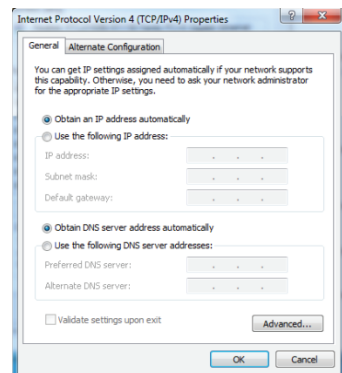 Internet Protocol Version 4 (TCP/IPv4) Properties
General
Alternate Configuration
You can get IP settings assigned automatically if your network supports
this capability. Otherwise, you need to ask your network administrator
for the appropriate IP settings.
Obtain an IP address automatically
Use the following IP address:
IP address:
Subnet mask:
Default gateway:
Obtain DNS server address automatically
Use the following DNS server addresses:
Preferred DNS server:
Alternate DNS server:
Validate settings upon exit
Advanced...
OK
Cancel